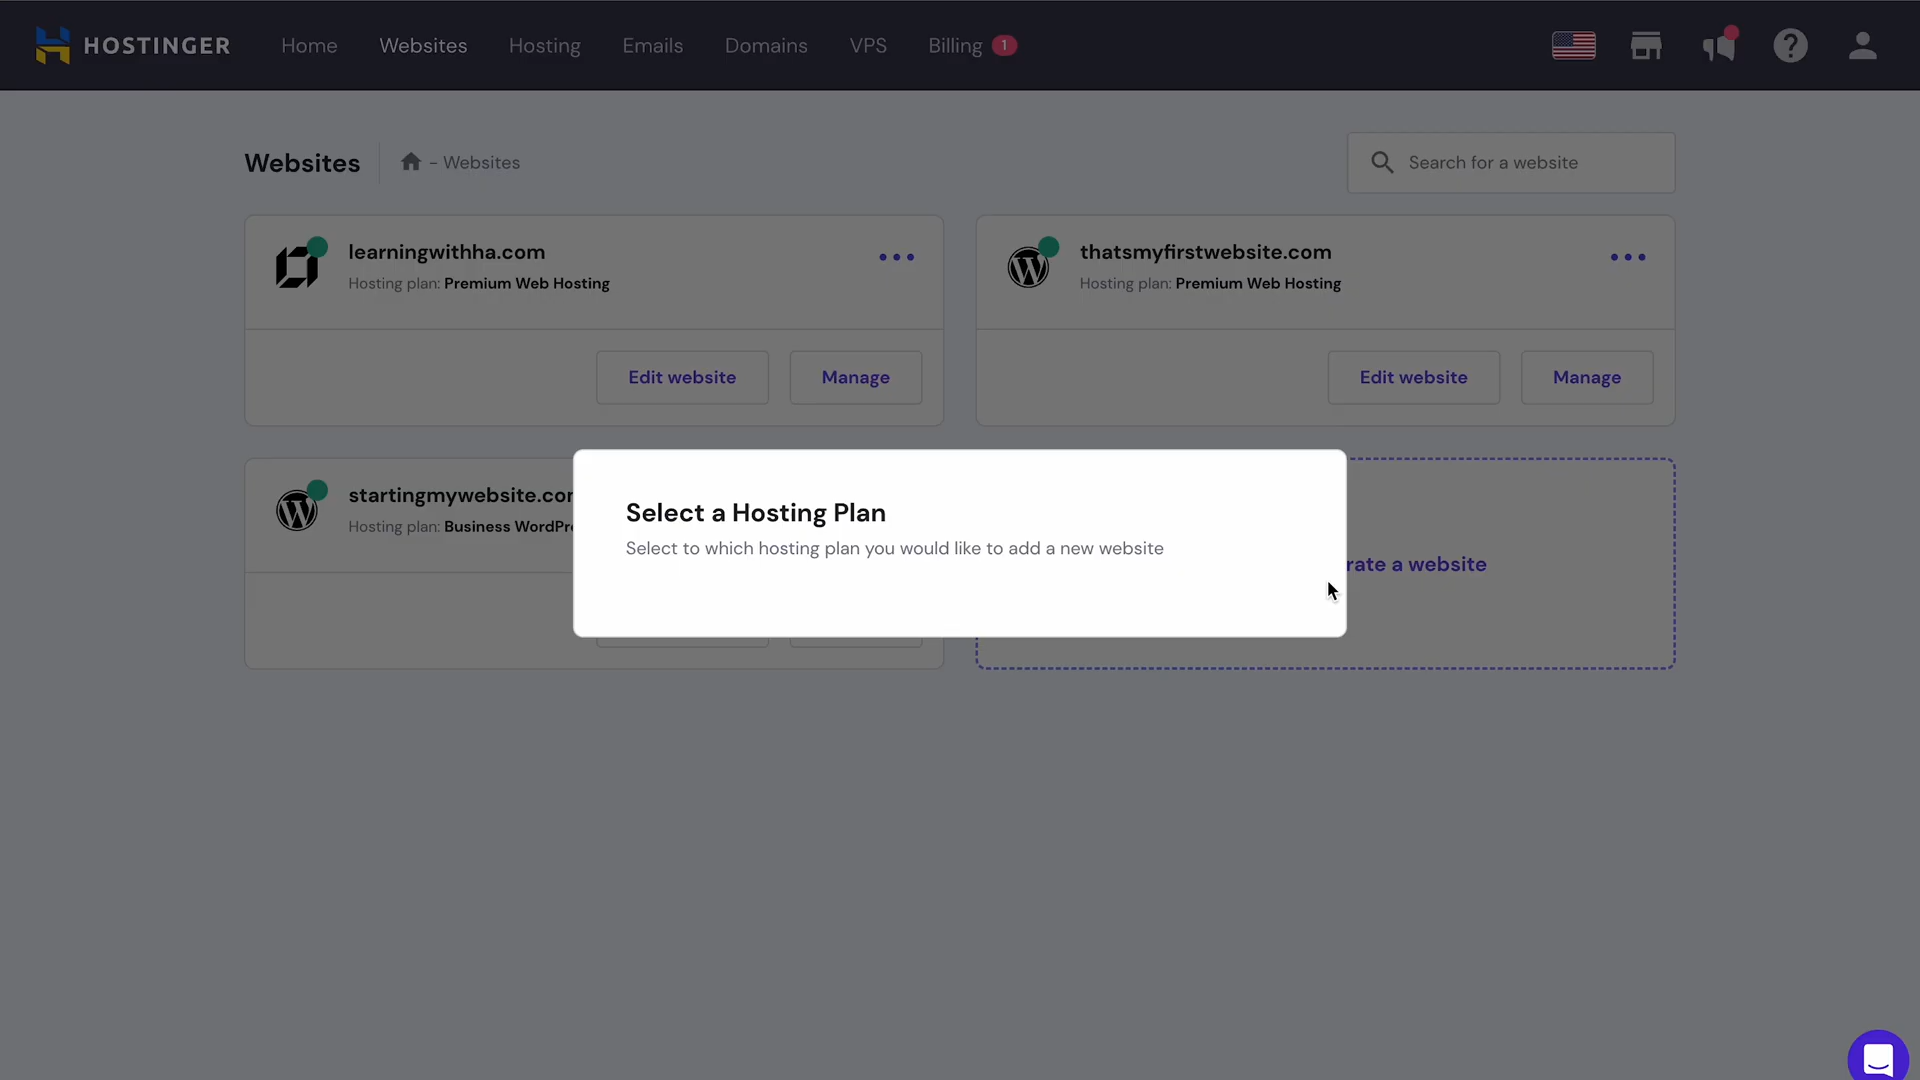 HOSTINGER
Home
Websites
Hosting
Emails
Domains
VPS
Billing 1
Websites
- Websites
Search for a website
learningwithha.com
Hosting plan: Premium Web Hosting
Edit website
Manage
thatsmyfirstwebsite.com
Hosting plan: Premium Web Hosting
Edit website
Manage
startingmywebsite.co
Hosting plan: Business WordPr
Select a Hosting Plan
Select to which hosting plan you would like to add a new website
rate a website